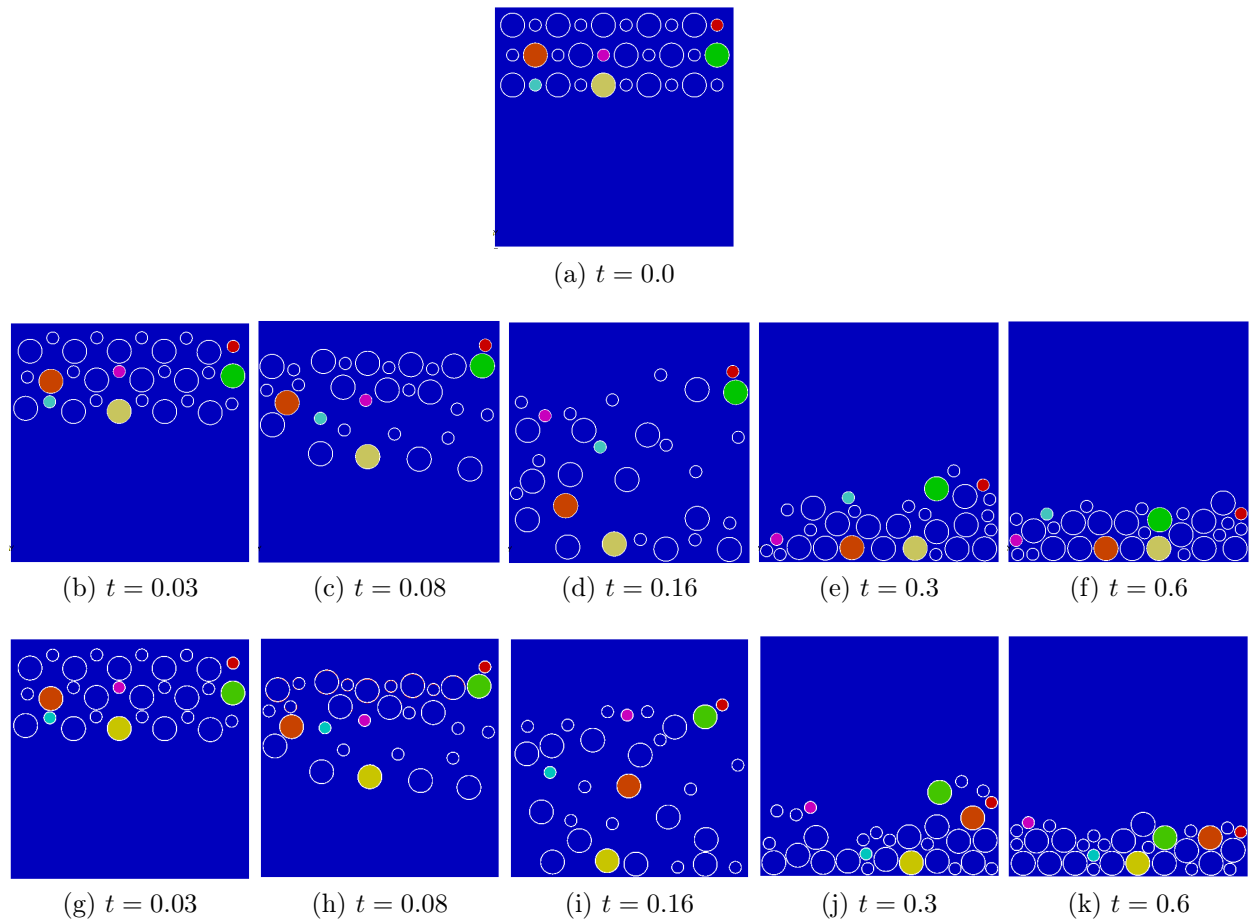 (a) t = 0.0
(b) t = 0.03 (c) t = 0.08 (d) t = 0.16 (e) t = 0.3 (f) t = 0.6
(g) t = 0.03 (h) t = 0.08 (i) t = 0.16 (j) t = 0.3 (k) t = 0.6